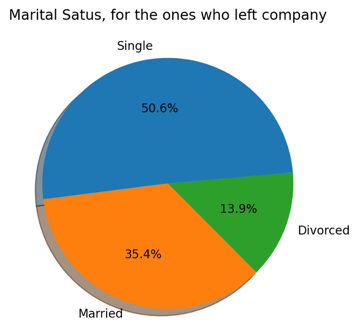 Marital Satus, for the ones who left company
Single
50.6%
13.9%
Divorced
35.4%
Married